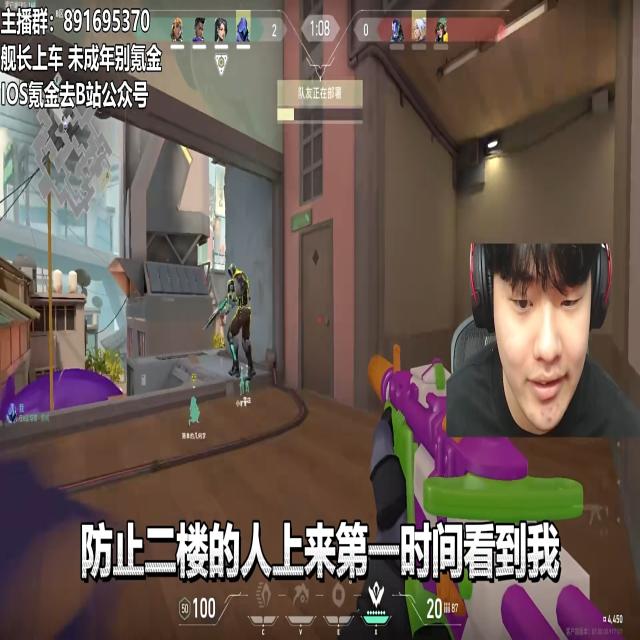 主播群：891695370
舰长上车 未成年别氪金
IOS氪金去B站公众号
2
1:08
0
队友正在部署
我
防止二楼的人上来第一时间看到我
50
100
C
X
20
87
4,450